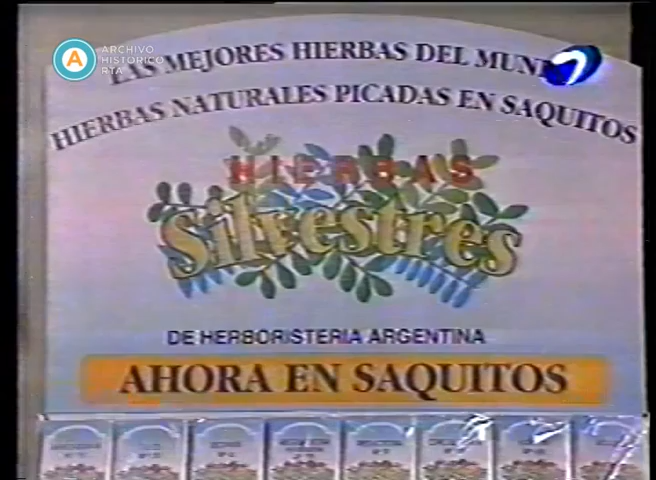 ARCHIVO
HISTÓRICO
RTA
LAS MEJORES HIERBAS DEL
HIERBAS NATURALES PICADAS EN SAQUITOS
HIERBAS
Silvestres
DE HERBORISTERIA ARGENTINA
AHORA EN SAQUITOS